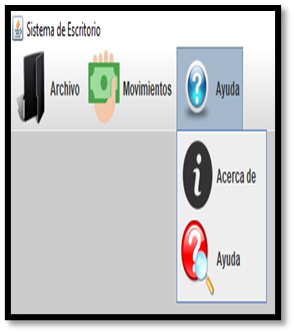 Sistema de Escritorio
Archivo Movimientos Ayuda
Acerca de
Ayuda